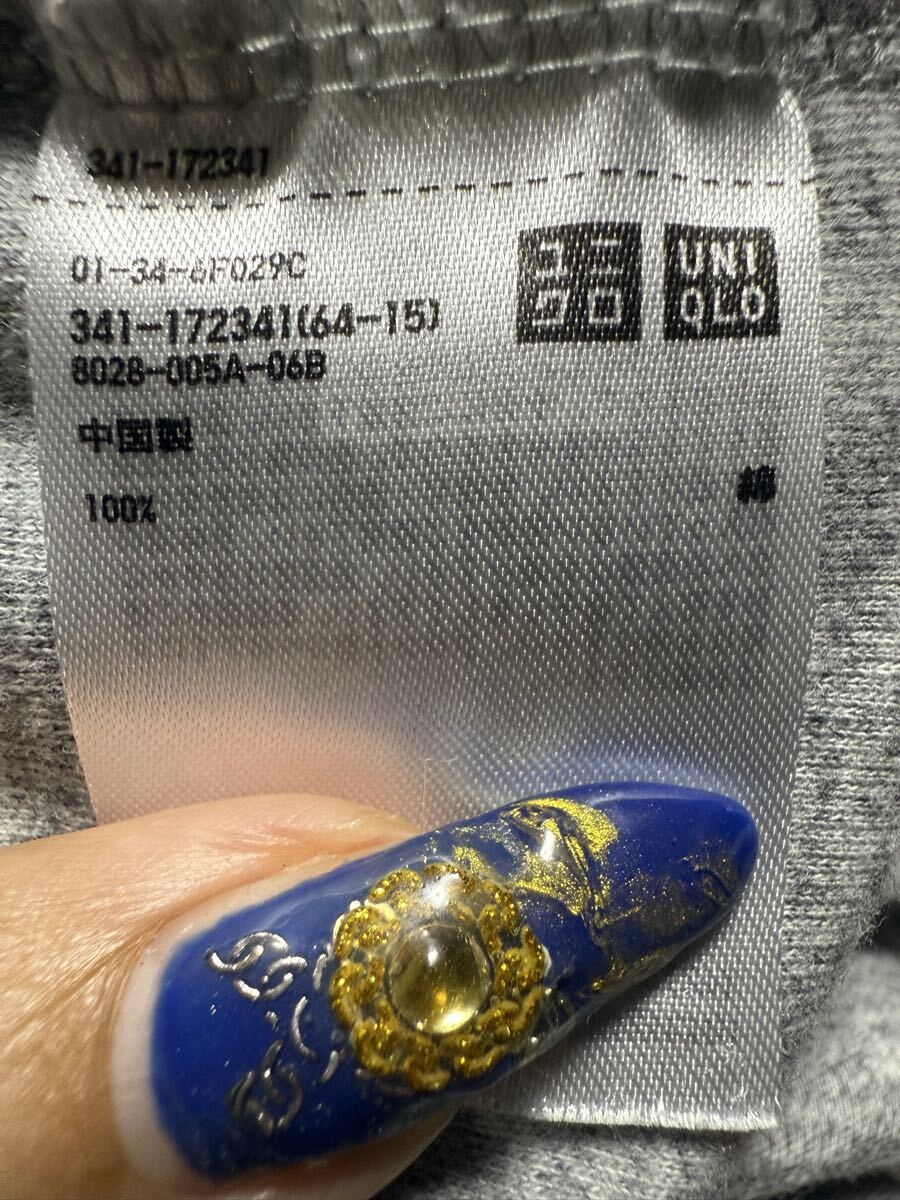 341-172341
01-34-6F029C
341-172341(64-15)
8028-005A-06B
ユニ
クロ
UNI
QLO
中国製
綿
100%